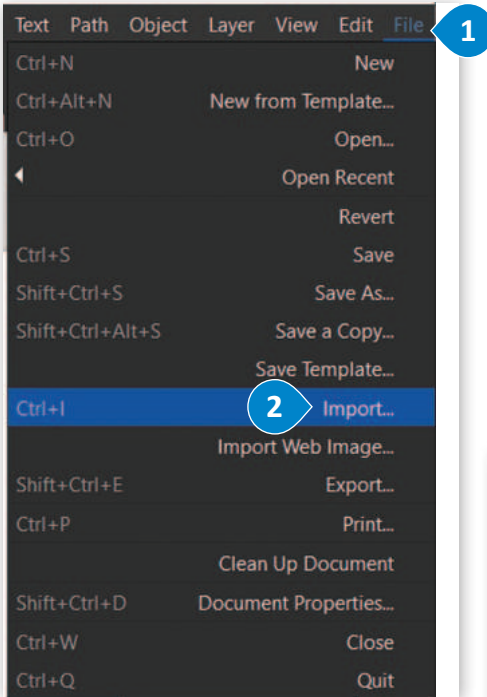 Text Path Object Layer View Edit File 1
Ctrl+N New
Ctrl+Alt+N New from Template...
Ctrl+O Open...
Open Recent
Revert
Ctrl+S Save
Shift+Ctrl+S Save As...
Shift+Ctrl+Alt+S Save a Copy...
Save Template...
Ctrl+I 2 Import...
Import Web Image...
Shift+Ctrl+E Export...
Ctrl+P Print...
Clean Up Document
Shift+Ctrl+D Document Properties...
Ctrl+W Close
Ctrl+Q Quit